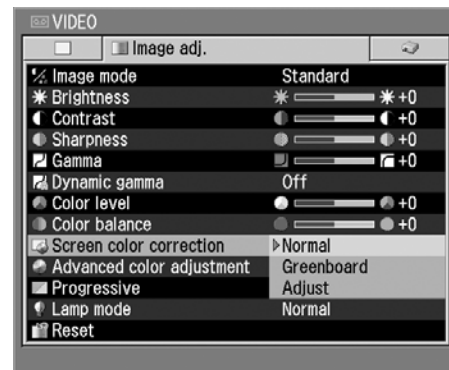 VIDEO
Image adj.
Image mode Standard
Brightness +0
Contrast +0
Sharpness +0
Gamma +0
Dynamic gamma Off
Color level +0
Color balance +0
Screen color correction Normal
Advanced color adjustment Greenboard
Progressive Adjust
Lamp mode Normal
Reset